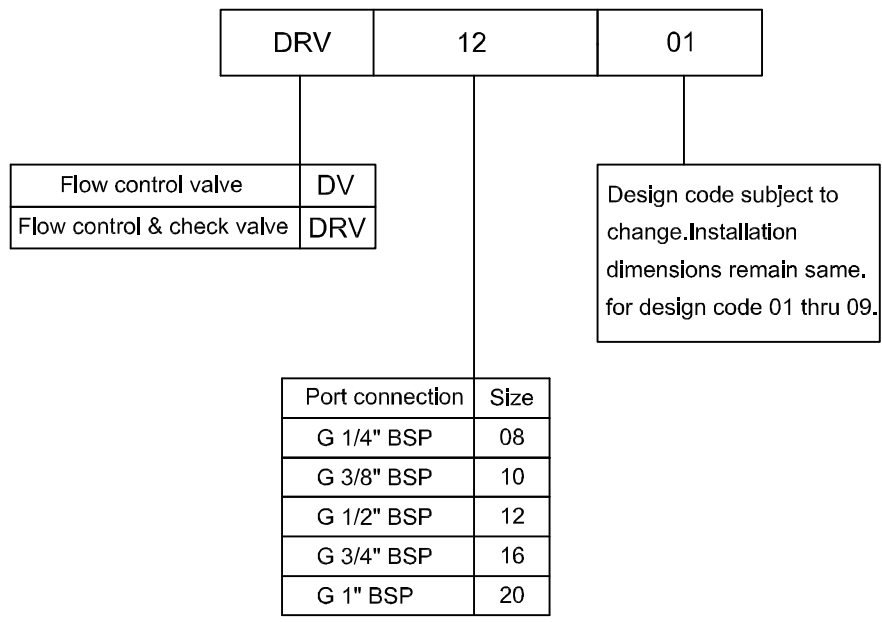 DRV 12 01
Flow control valve DV
Flow control & check valve DRV
Design code subject to
change.Installation
dimensions remain same.
for design code 01 thru 09.
Port connection Size
G 1/4" BSP 08
G 3/8" BSP 10
G 1/2" BSP 12
G 3/4" BSP 16
G 1" BSP 20